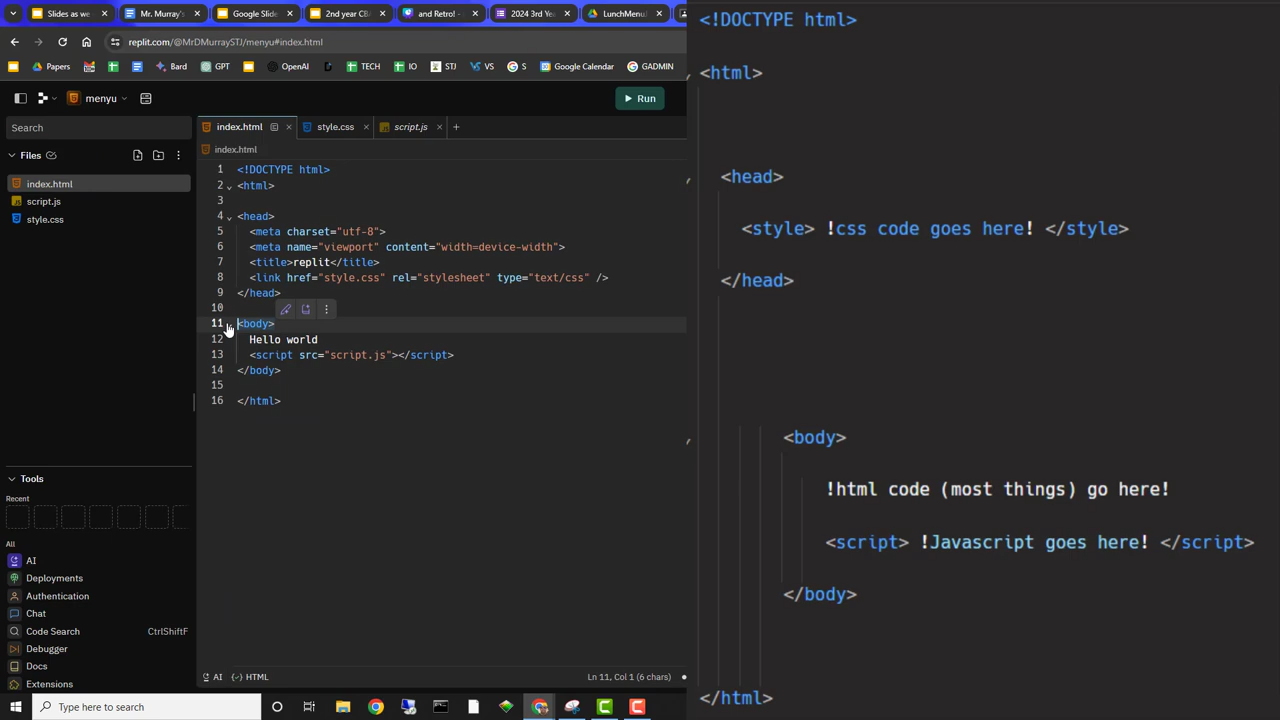 Slides as we
Mr. Murray's
Google Slide
2nd year CBA
and Retro! -
2024 3rd Yea
LunchMenu
replit.com/@MrDMurraySTJ/menyu#index.html
Papers
Bard
GPT
OpenAI
TECH
IO
STJ
VS
S
Google Calendar
GADMIN
menyu
Run
Search
index.html
style.css
script.js
Files
index.html
index.html
script.js
style.css
1 <!DOCTYPE html>
2 <html>
3
4 <head>
5 <meta charset="utf-8">
6 <meta name="viewport" content="width=device-width">
7 <title>replit</title>
8 <link href="style.css" rel="stylesheet" type="text/css" />
9 </head>
10
11 <body>
12 Hello world
13 <script src="script.js"></script>
14 </body>
15
16 </html>
Tools
Recent
All
AI
Deployments
Authentication
Chat
Code Search CtrlShiftF
Debugger
Docs
Extensions
AI
HTML
Ln 11, Col 1 (6 chars)
Type here to search
<!DOCTYPE html>
<html>
<head>
<style> !css code goes here! </style>
</head>
<body>
!html code (most things) go here!
<script> !Javascript goes here! </script>
</body>
</html>